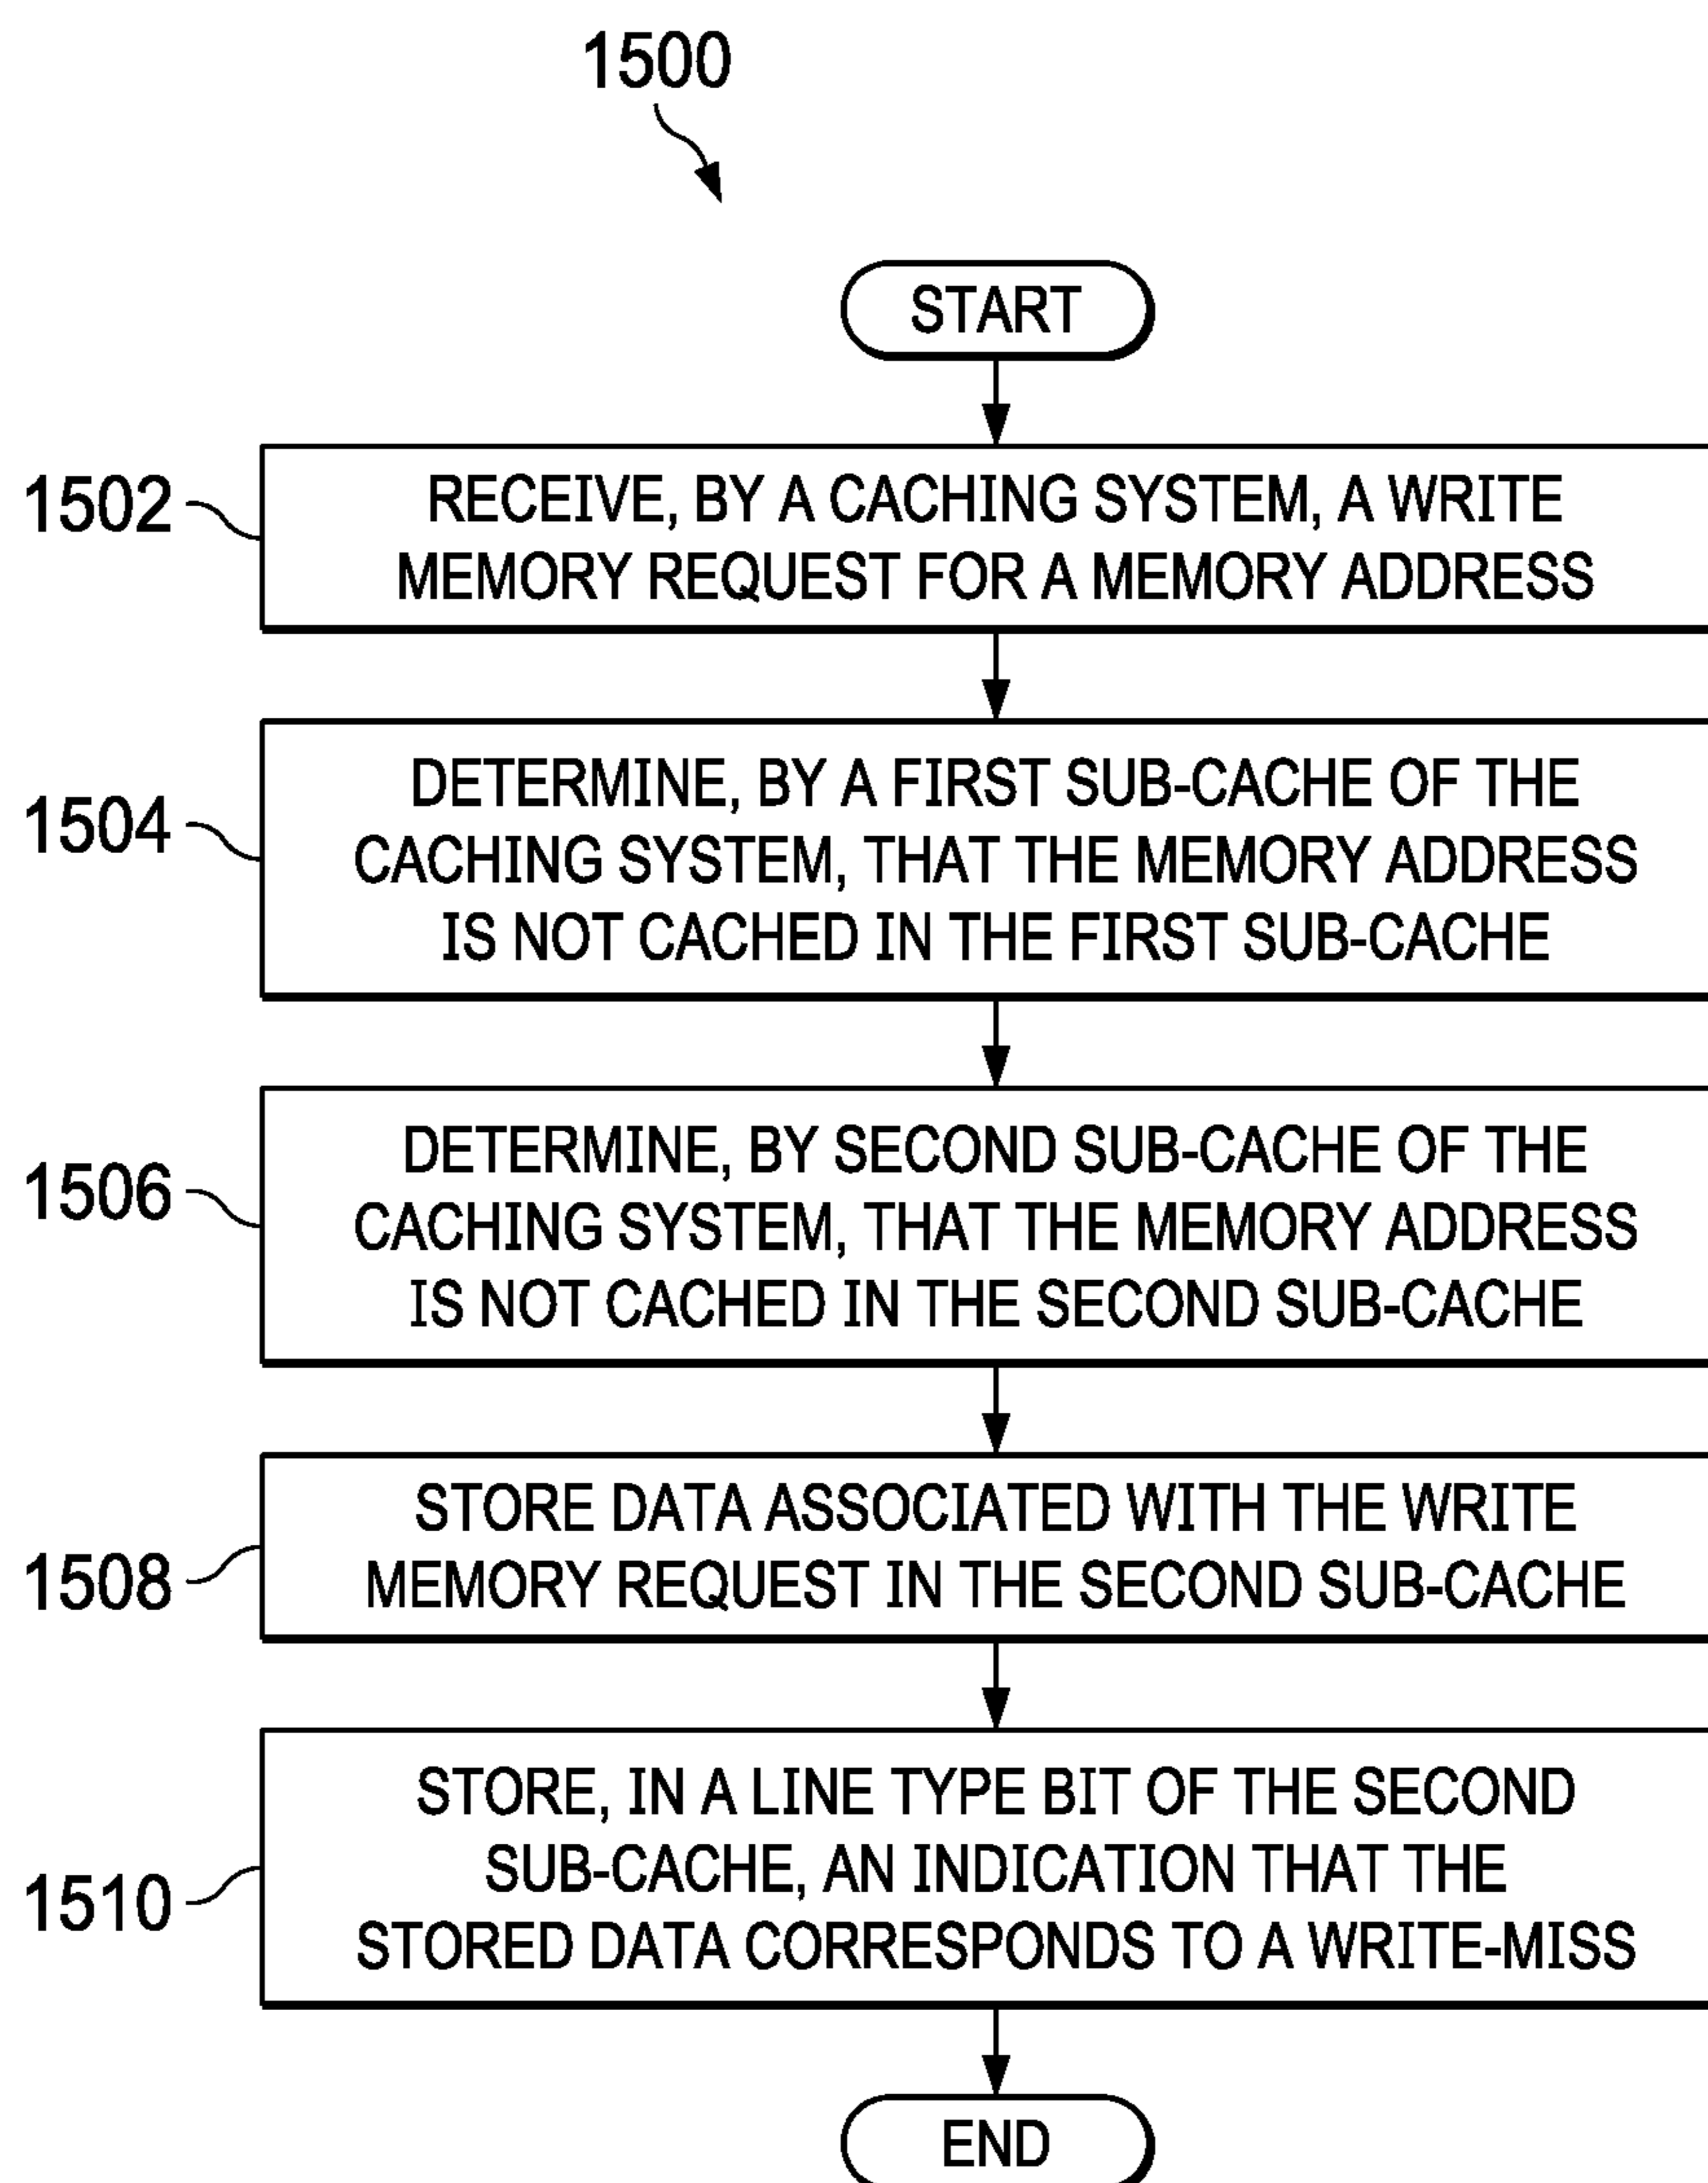 1500
START
1502
RECEIVE, BY A CACHING SYSTEM, A WRITE
MEMORY REQUEST FOR A MEMORY ADDRESS
1504
DETERMINE, BY A FIRST SUB-CACHE OF THE
CACHING SYSTEM, THAT THE MEMORY ADDRESS
IS NOT CACHED IN THE FIRST SUB-CACHE
1506
DETERMINE, BY SECOND SUB-CACHE OF THE
CACHING SYSTEM, THAT THE MEMORY ADDRESS
IS NOT CACHED IN THE SECOND SUB-CACHE
1508
STORE DATA ASSOCIATED WITH THE WRITE
MEMORY REQUEST IN THE SECOND SUB-CACHE
1510
STORE, IN A LINE TYPE BIT OF THE SECOND
SUB-CACHE, AN INDICATION THAT THE
STORED DATA CORRESPONDS TO A WRITE-MISS
END